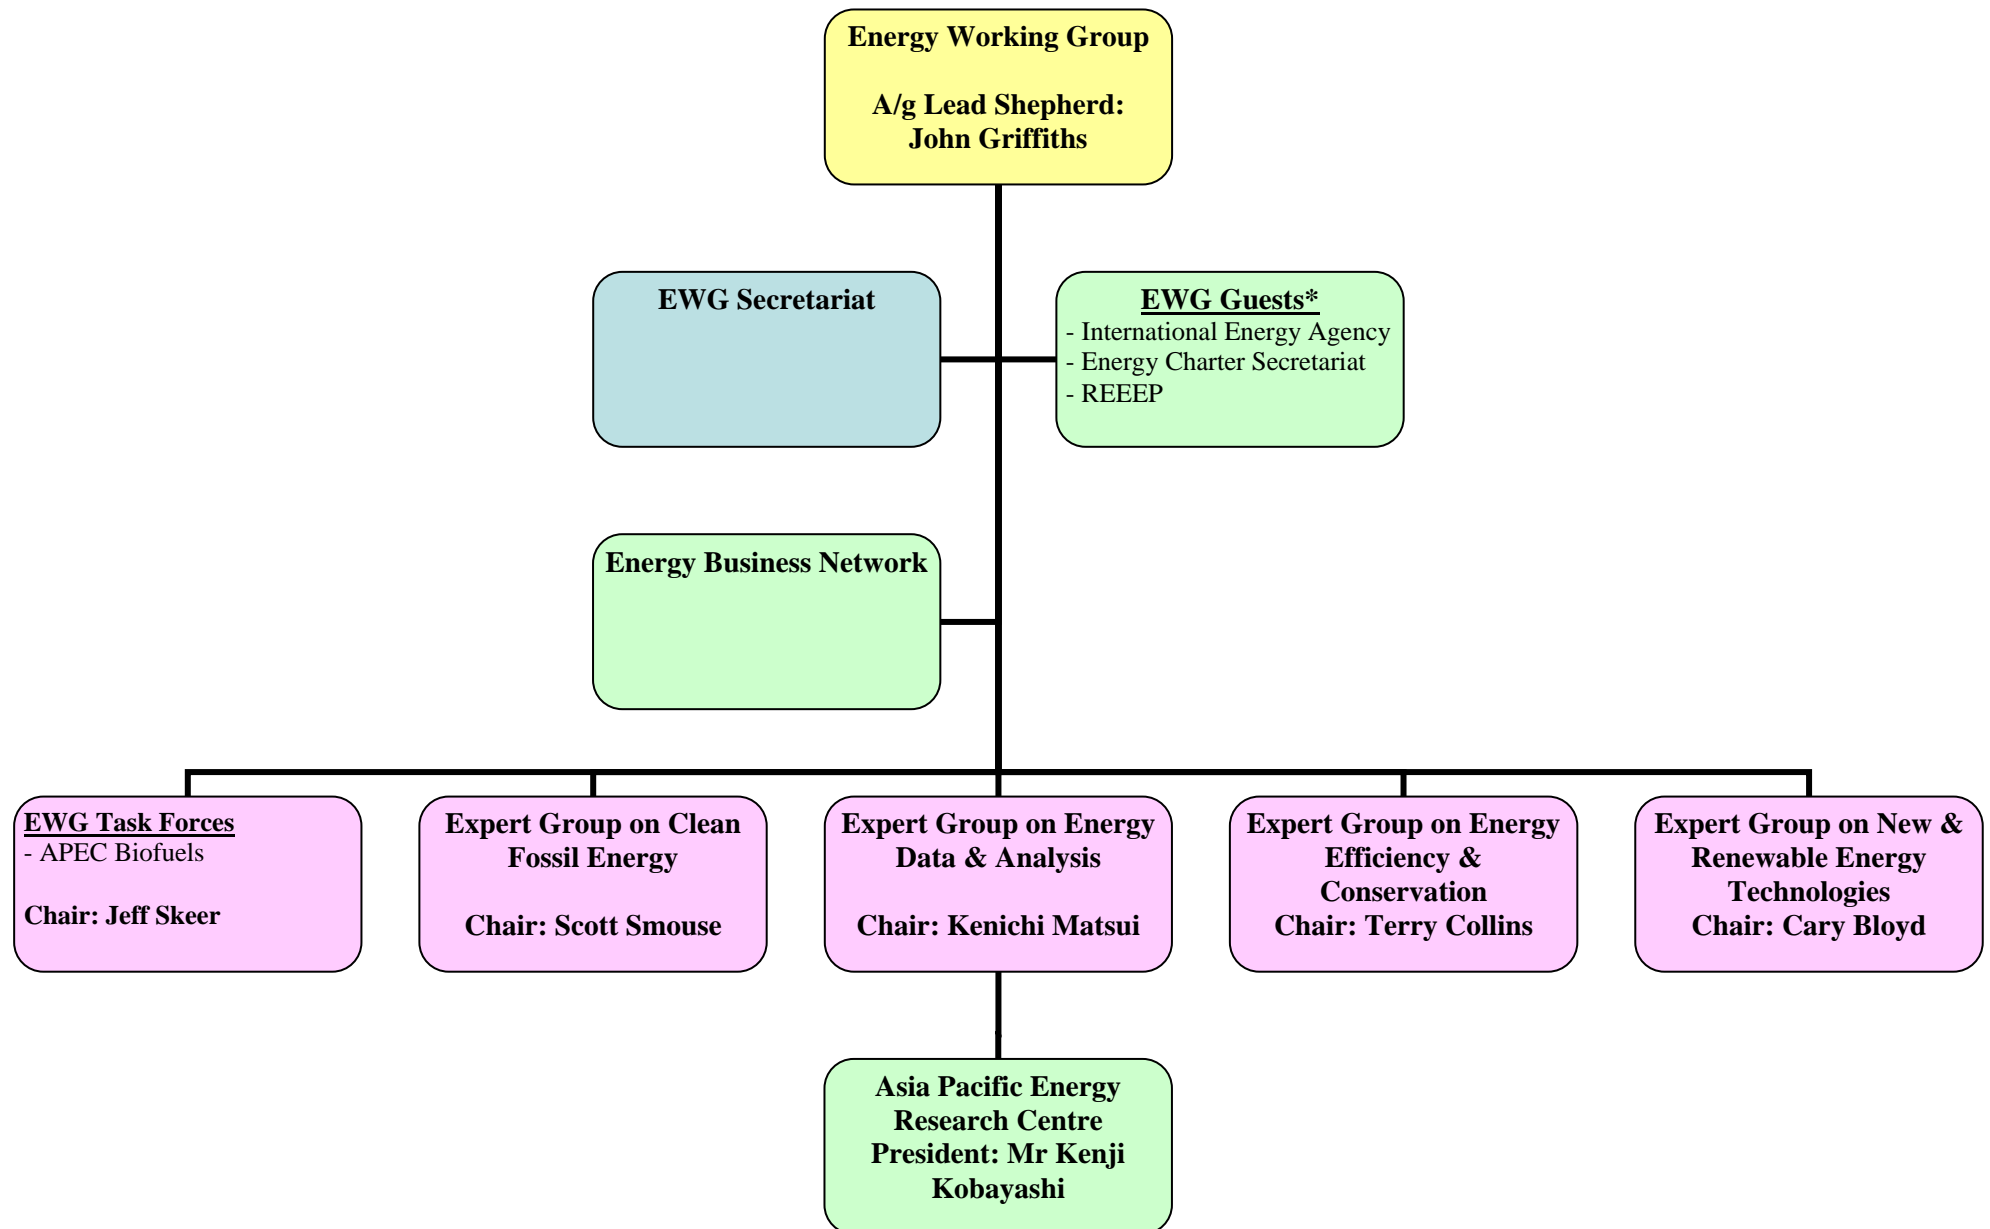 Energy Working Group
A/g Lead Shepherd:
John Griffiths
EWG Secretariat
EWG Guests*
- International Energy Agency
- Energy Charter Secretariat
- REEEP
Energy Business Network
EWG Task Forces
- APEC Biofuels
Chair: Jeff Skeer
Expert Group on Clean
Fossil Energy
Chair: Scott Smouse
Expert Group on Energy
Data & Analysis
Chair: Kenichi Matsui
Expert Group on Energy
Efficiency &
Conservation
Chair: Terry Collins
Expert Group on New &
Renewable Energy
Technologies
Chair: Cary Bloyd
Asia Pacific Energy
Research Centre
President: Mr Kenji
Kobayashi